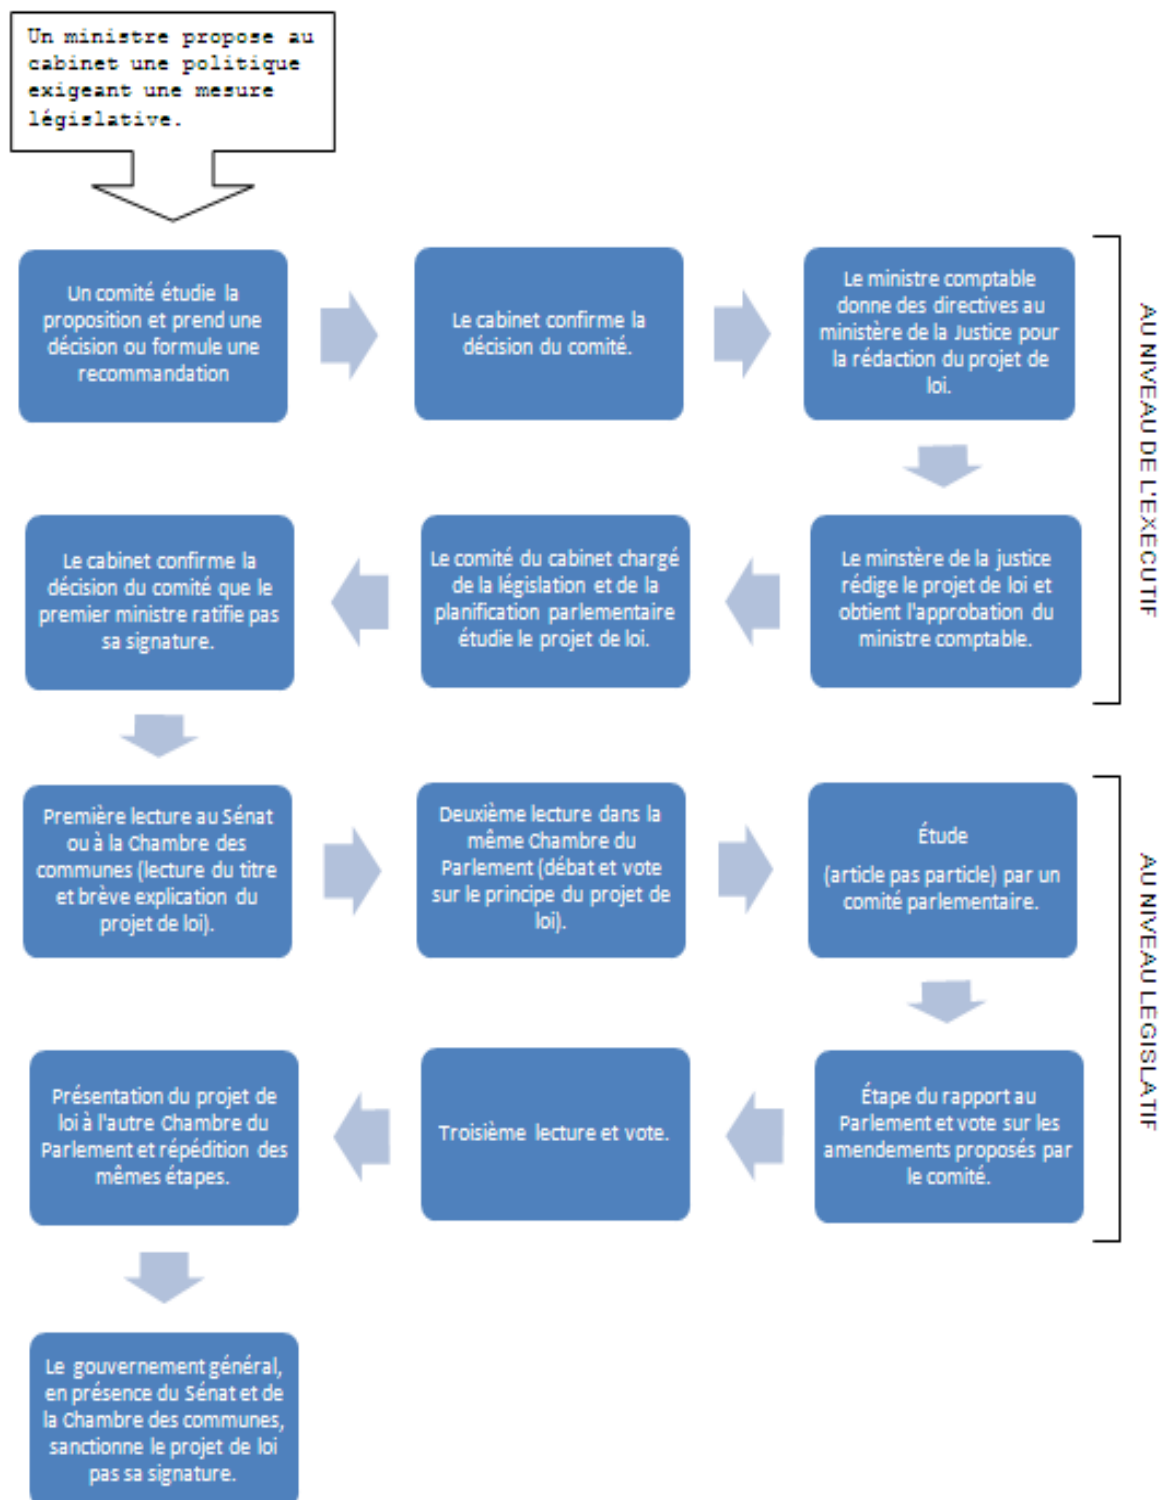 Un ministre propose au
cabinet une politique
exigeant une mesure
législative.
Un comité étudie la
proposition et prend une
décision ou formule une
recommandation
Le cabinet confirme la
décision du comité.
Le ministre comptable
donne des directives au
ministère de la Justice pour
la rédaction du projet de
loi.
AU NIVEAU DE L'EXÉCUTIF
Le cabinet confirme la
décision du comité que le
premier ministre ratifie pas
sa signature.
Le comité du cabinet chargé
de la législation et de la
planification parlementaire
étudie le projet de loi.
Le minstère de la justice
rédige le projet de loi et
obtient l'approbation du
ministre comptable.
Première lecture au Sénat
ou à la Chambre des
communes (lecture du titre
et brève explication du
projet de loi).
Deuxième lecture dans la
même Chambre du
Parlement (débat et vote
sur le principe du projet de
loi).
Étude
(article pas particle) par un
comité parlementaire.
AU NIVEAU LÉGISLATIF
Présentation du projet de
loi à l'autre Chambre du
Parlement et répédition des
mêmes étapes.
Troisième lecture et vote.
Étape du rapport au
Parlement et vote sur les
amendements proposés par
le comité.
Le gouvernement général,
en présence du Sénat et de
la Chambre des communes,
sanctionne le projet de loi
pas sa signature.